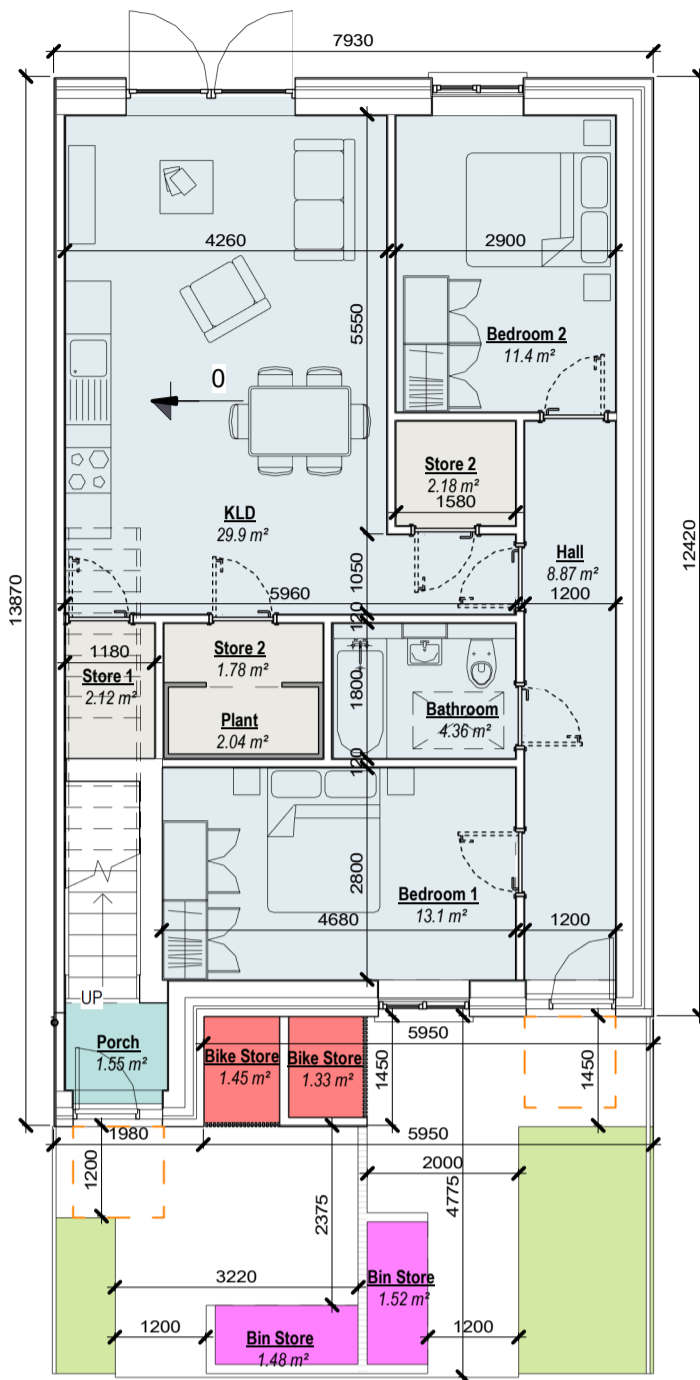 7930
4260
2900
5550
Bedroom 2
11.4 m²
0
Store 2
2.18 m²
1580
KLD
29.9 m²
Hall
8.87 m²
12420
13870
1050
5960
1200
120
1180
Store 1
2.12 m²
Store 2
1.78 m²
Plant
2.04 m²
1800
Bathroom
4.36 m²
120
2800
Bedroom 1
13.1 m²
4680
1200
UP
Porch
1.55 m²
Bike Store
1.45 m²
Bike Store
1.33 m²
5950
1450
1450
1980
5950
1200
2000
2375
4775
3220
Bin Store
1.52 m²
1200
Bin Store
1.48 m²
1200